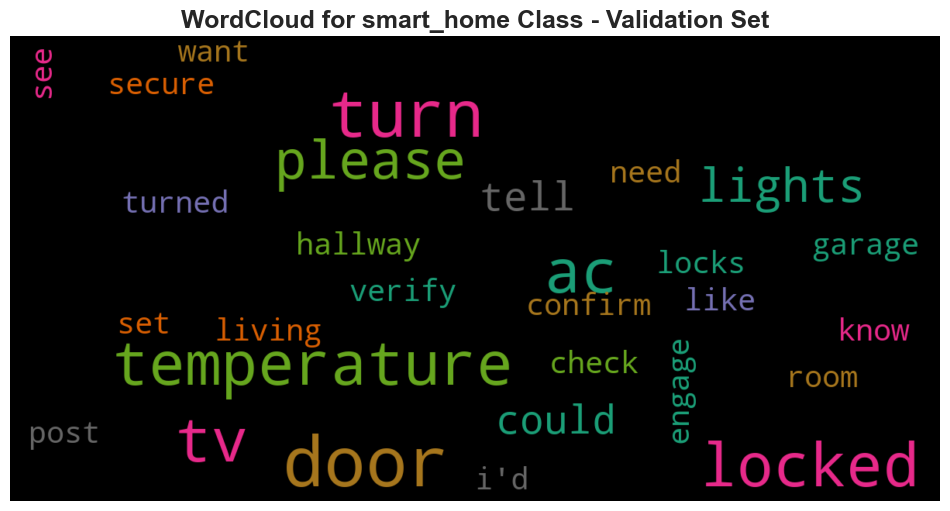 WordCloud for smart_home Class - Validation Set
see
want
secure
turn
please
need
lights
tell
turned
hallway
garage
ac
locks
verify
confirm
like
set
living
know
temperature
check
engage
room
could
post
tv
door
i'd
locked